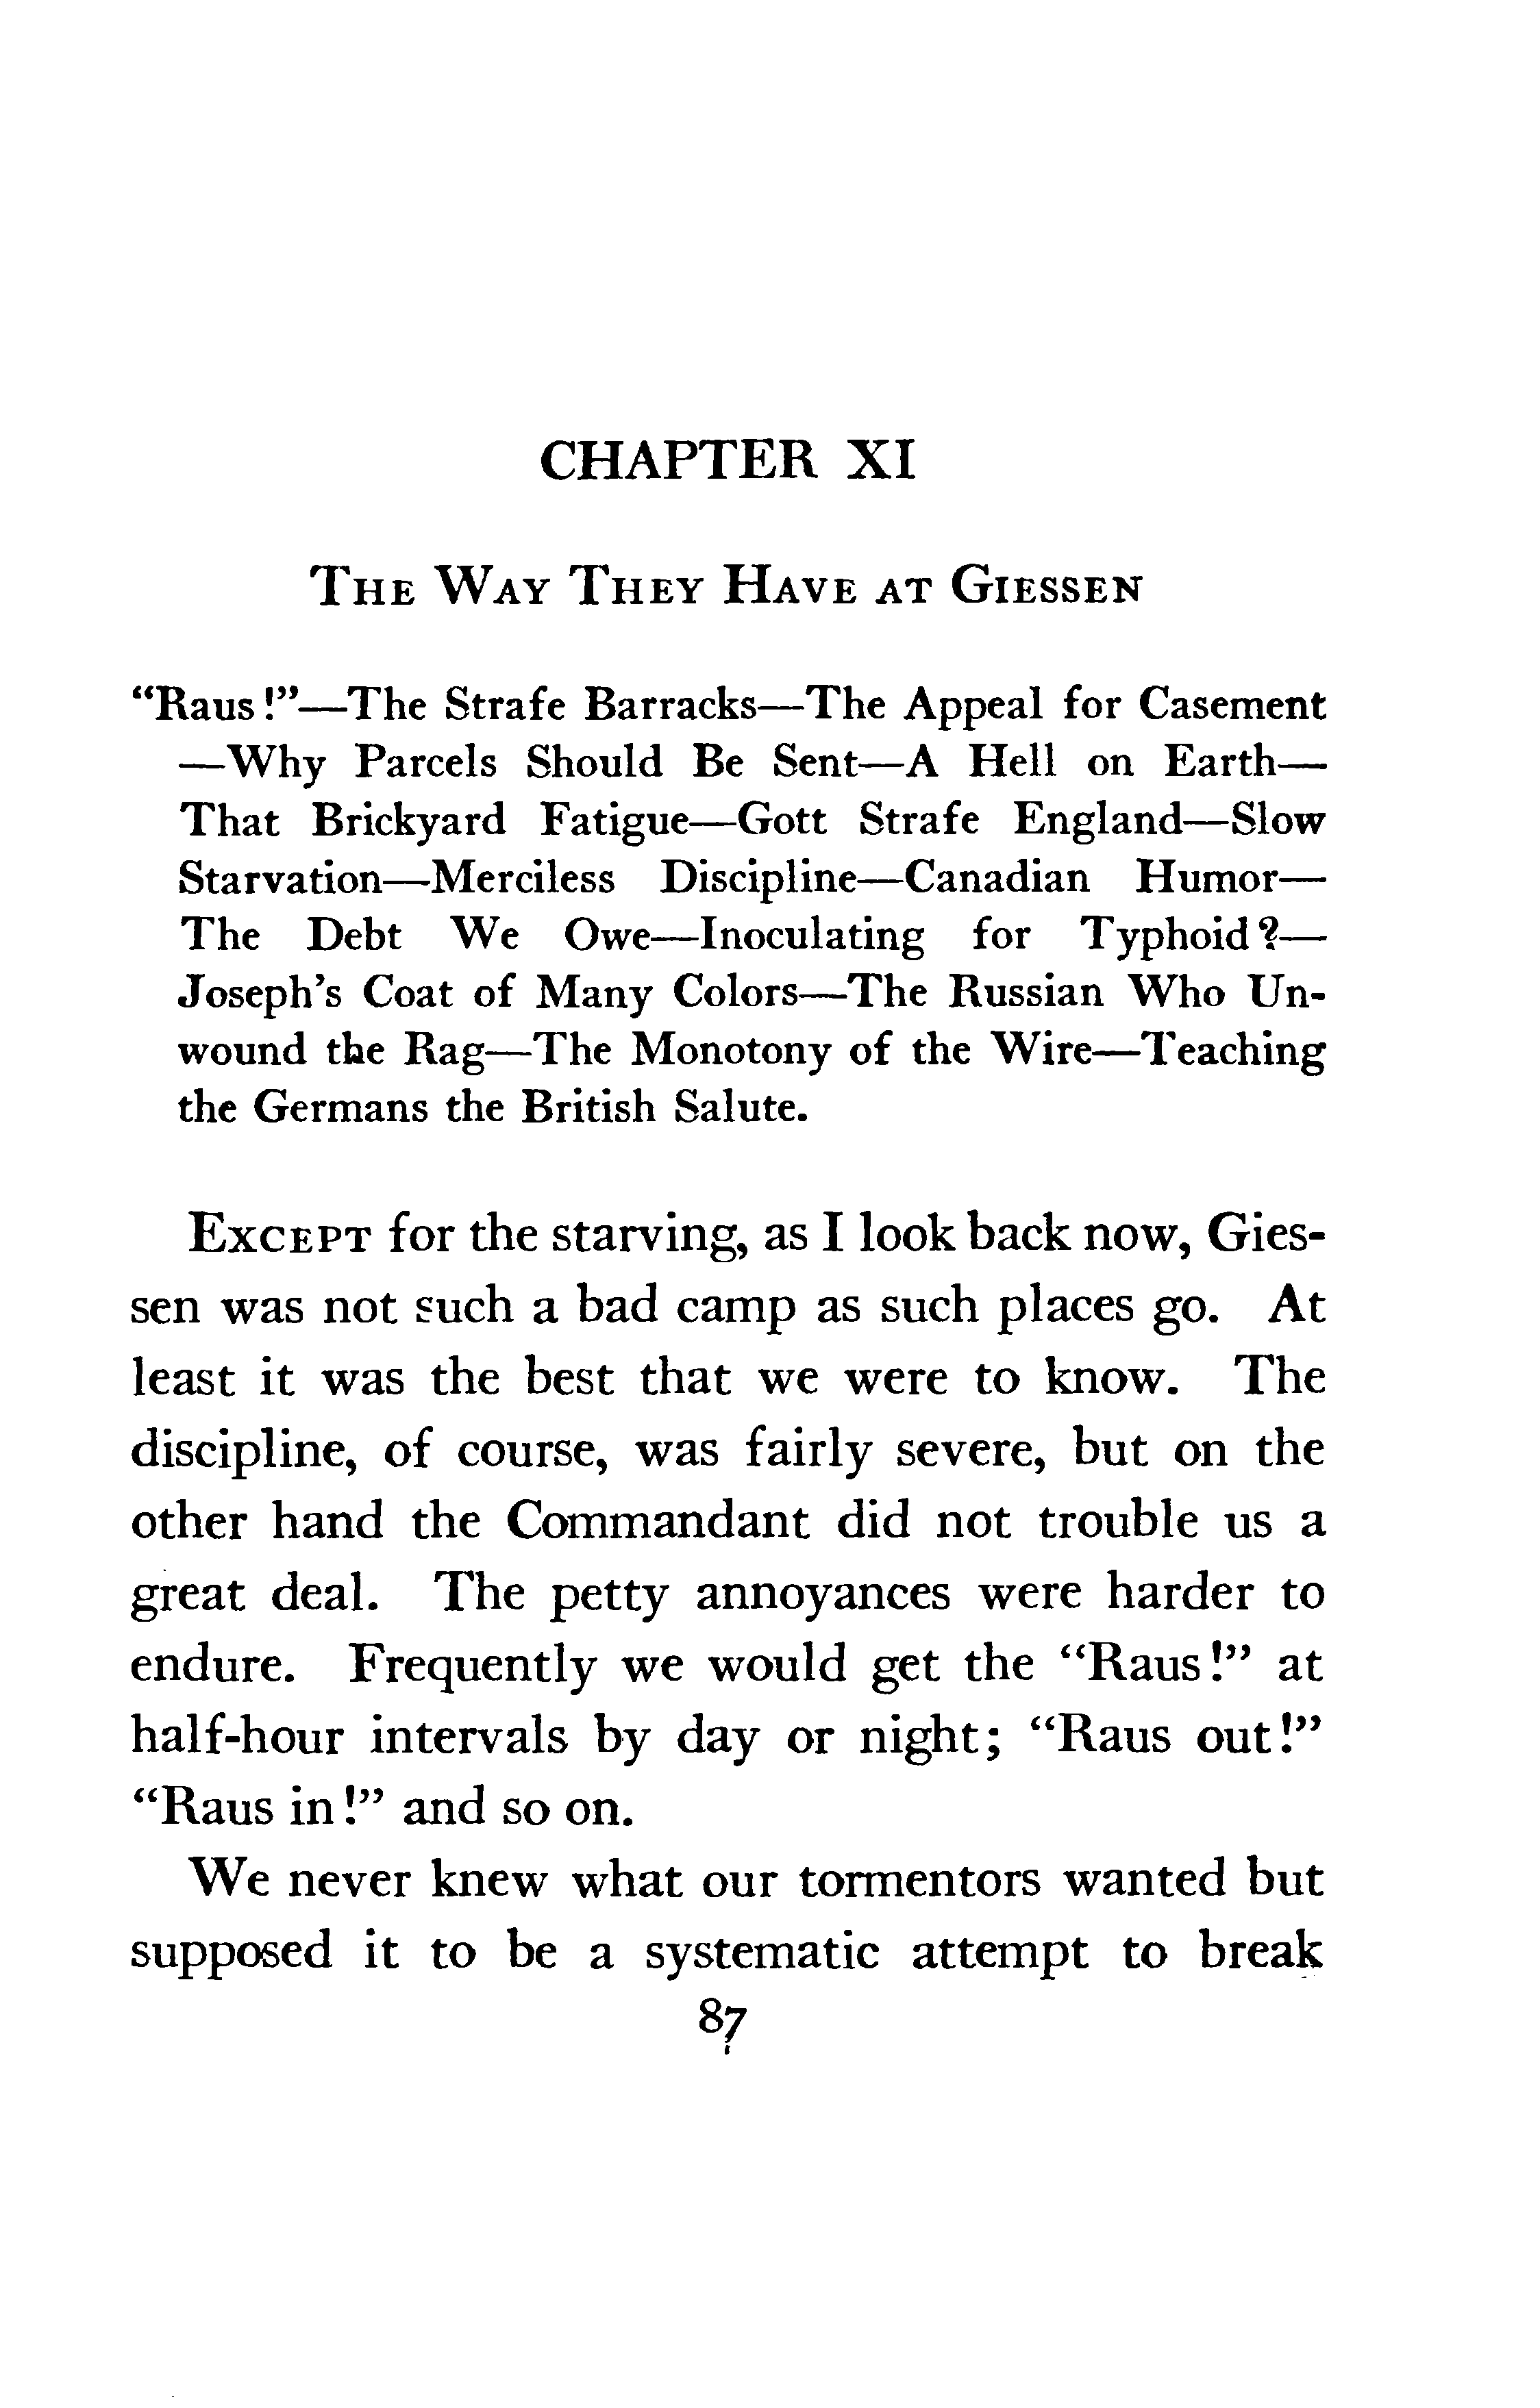 CHAPTER XI
THE WAY THEY HAVE AT GIESSEN
“Raus!”—The Strafe Barracks—The Appeal for Casement
—Why Parcels Should Be Sent—A Hell on Earth—
That Brickyard Fatigue—Gott Strafe England—Slow
Starvation—Merciless Discipline—Canadian Humor—
The Debt We Owe—Inoculating for Typhoid?—
Joseph’s Coat of Many Colors—The Russian Who Un-
wound the Rag—The Monotony of the Wire—Teaching
the Germans the British Salute.
EXCEPT for the starving, as I look back now, Gies-
sen was not such a bad camp as such places go. At
least it was the best that we were to know. The
discipline, of course, was fairly severe, but on the
other hand the Commandant did not trouble us a
great deal. The petty annoyances were harder to
endure. Frequently we would get the “Raus!” at
half-hour intervals by day or night; “Raus out!”
“Raus in!” and so on.
We never knew what our tormentors wanted but
supposed it to be a systematic attempt to break
87